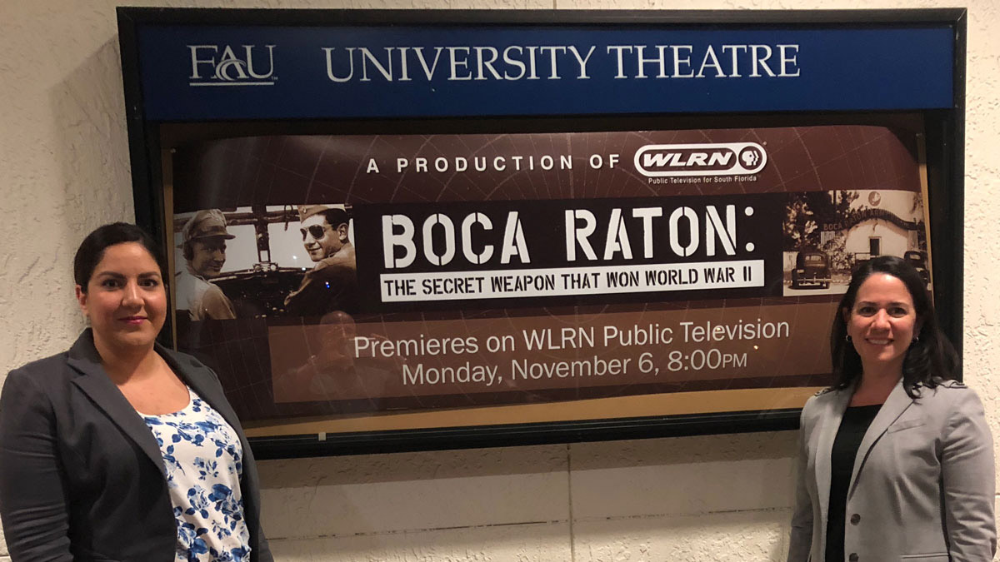 FAU UNIVERSITY THEATRE
A PRODUCTION OF WLRN
Public Television for South Florida
BOCA RATON:
THE SECRET WEAPON THAT WON WORLD WAR II
Premieres on WLRN Public Television
Monday, November 6, 8:00PM
BOCA